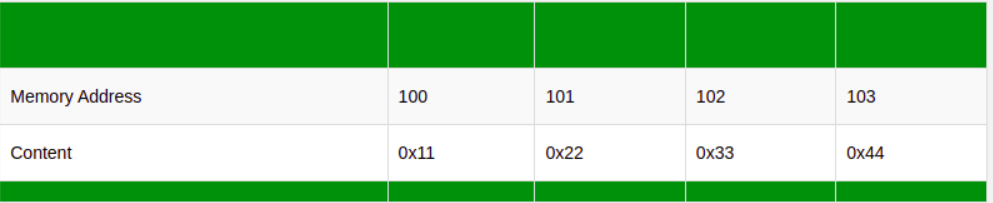 Memory Address 100 101 102 103
Content 0x11 0x22 0x33 0x44